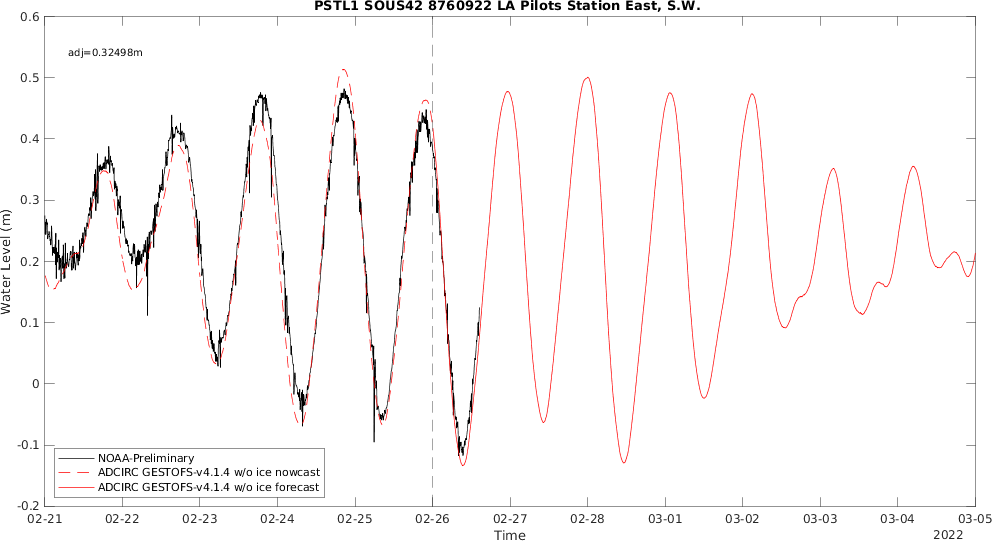 PSTL1 SOUS42 8760922 LA Pilots Station East, S.W.
adj=0.32498m
0.6
0.5
0.4
0.3
0.2
0.1
0
-0.1
-0.2
Water Level (m)
NOAA-Preliminary
ADCIRC GESTOFS-v4.1.4 w/o ice nowcast
ADCIRC GESTOFS-v4.1.4 w/o ice forecast
02-21 02-22 02-23 02-24 02-25 02-26 02-27 02-28 03-01 03-02 03-03 03-04 03-05
Time
2022